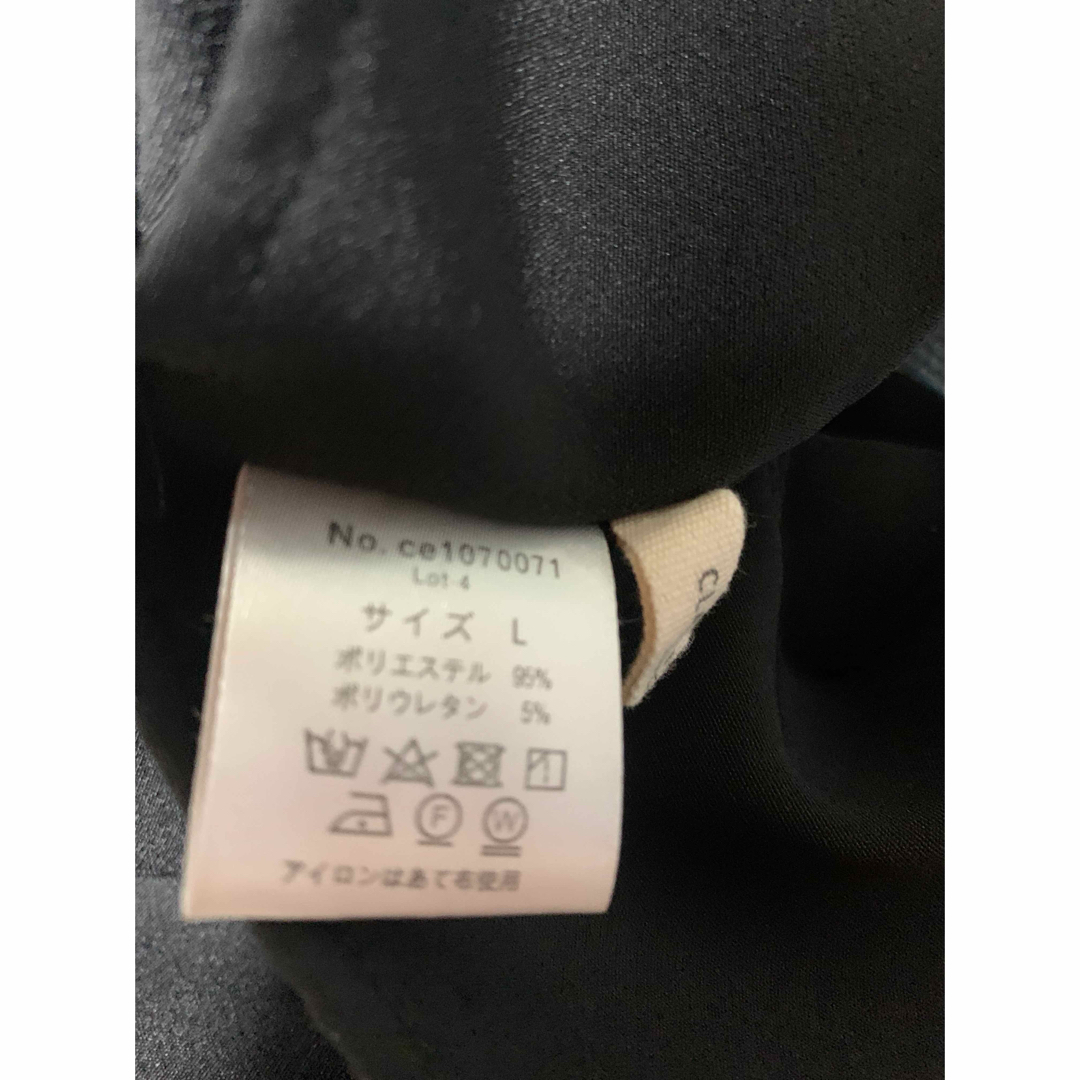 No. ce1070071
Lot 4
サイズ L
ポリエステル 95%
ポリウレタン 5%
F W
アイロンはあて布使用